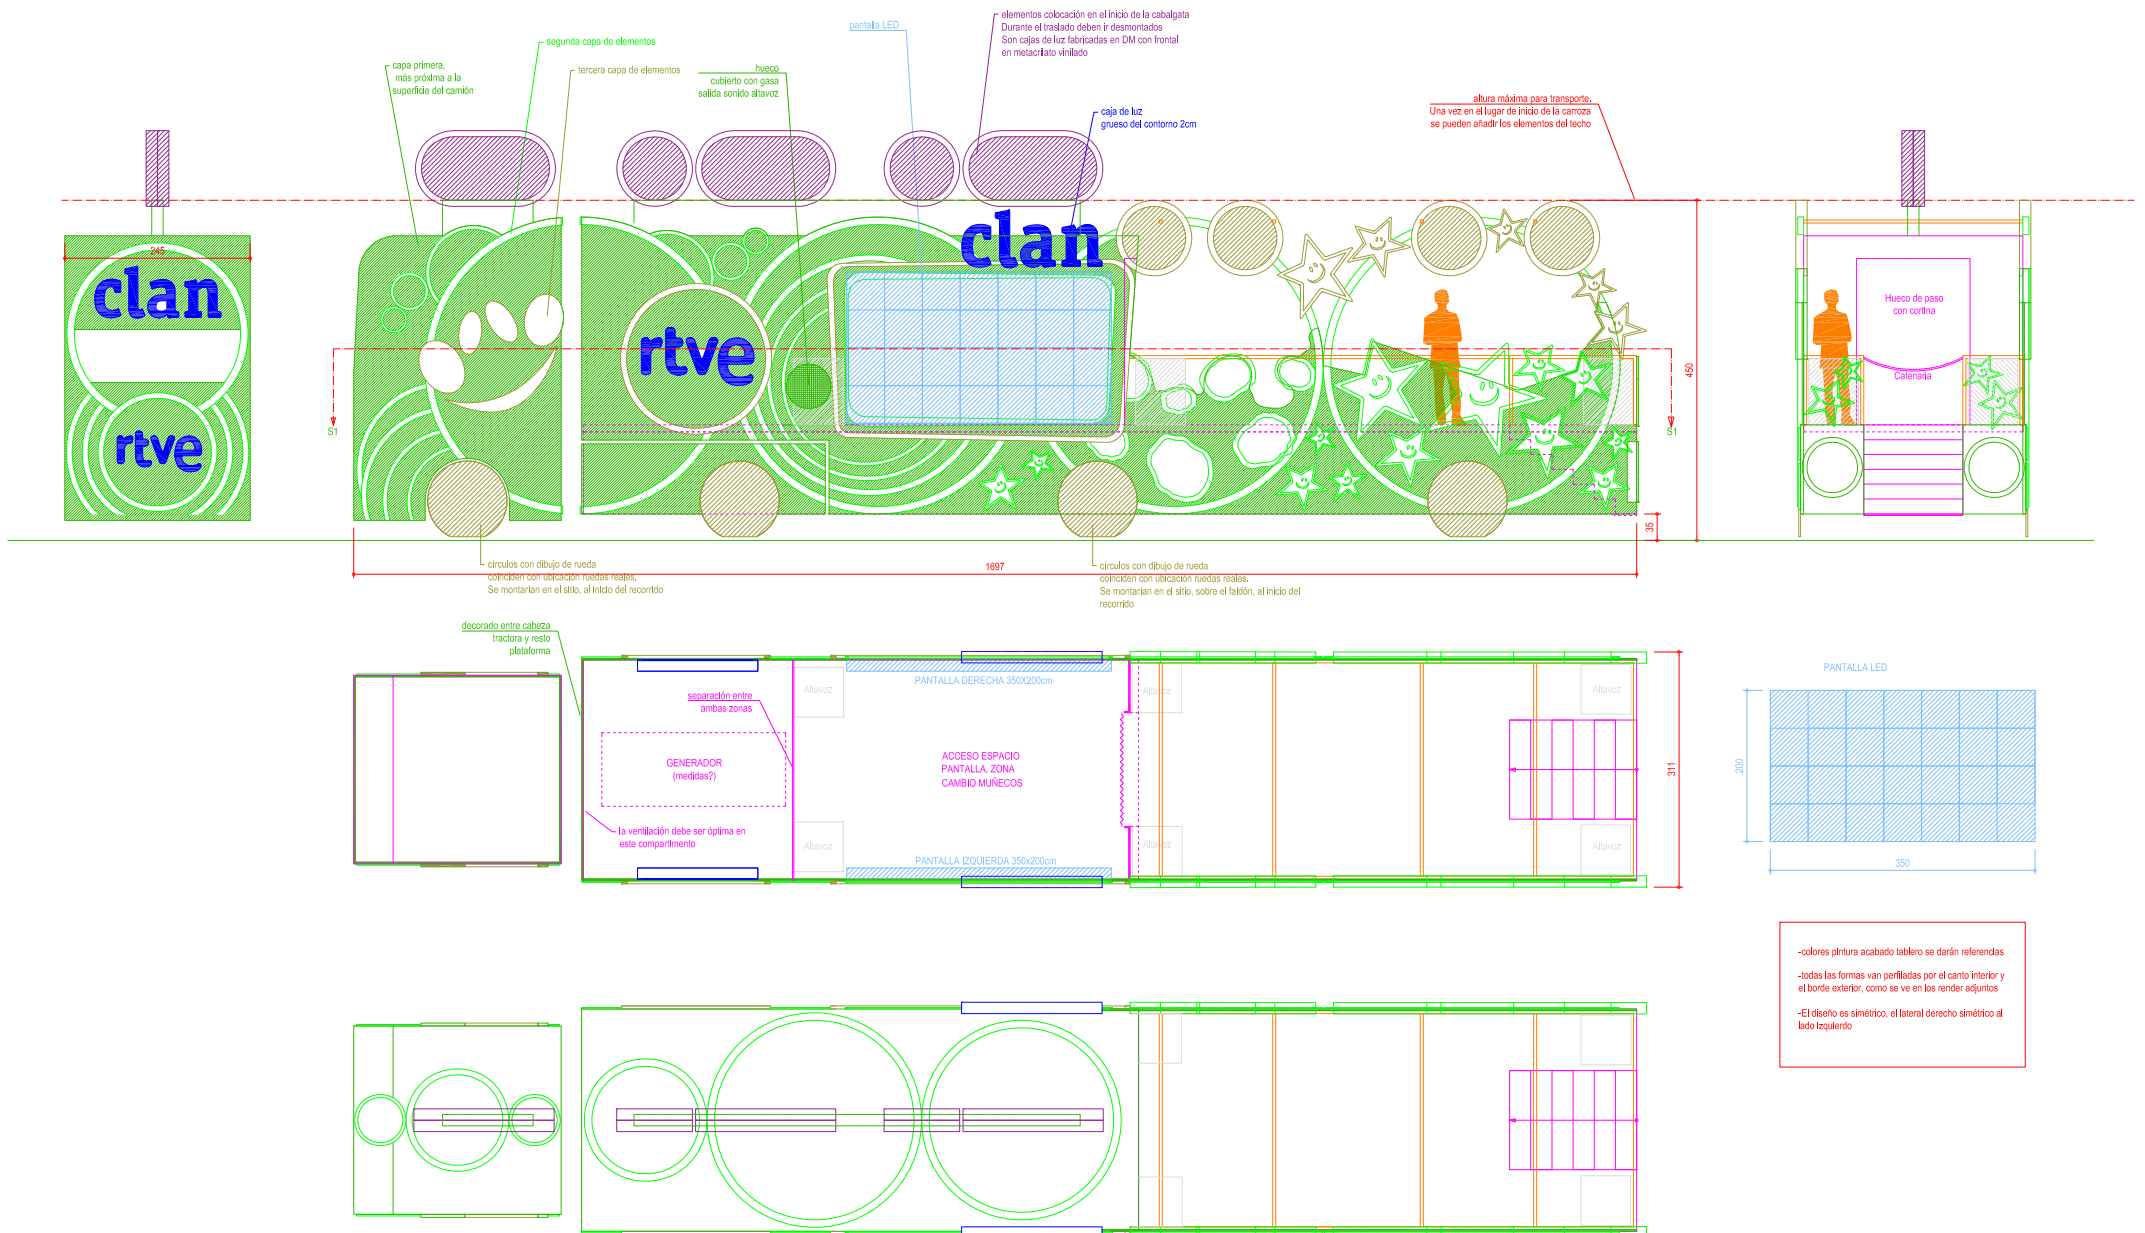 elementos colocación en el inicio de la cabalgata
Durante el traslado deben ir desmontados
Son cajas de luz fabricadas en DM con frontal
en metacrilato vinilado
pantalla LED
segunda capa de elementos
capa primera,
más próxima a la
superficie del camión
tercera capa de elementos
hueco
cubierto con gasa
salida sonido altavoz
caja de luz
grueso del contorno 2cm
altura máxima para transporte.
Una vez en el lugar de inicio de la carroza
se pueden añadir los elementos del techo
245
clan
rtve
rtve
clan
S1
S1
450
35
1697
Hueco de paso
con cortina
Catenaria
círculos con dibujo de rueda
coinciden con ubicación ruedas reales.
Se montarían en el sitio, al inicio del recorrido
círculos con dibujo de rueda
coinciden con ubicación ruedas reales.
Se montarían en el sitio, sobre el faldón, al inicio del
recorrido
decorado entre cabeza
tractora y resto
plataforma
separación entre
ambas zonas
GENERADOR
(medidas?)
la ventilación debe ser óptima en
este compartimento
Altavoz
Altavoz
PANTALLA DERECHA 350X200cm
ACCESO ESPACIO
PANTALLA, ZONA
CAMBIO MUÑECOS
PANTALLA IZQUIERDA 350x200cm
Altavoz
Altavoz
Altavoz
Altavoz
311
PANTALLA LED
200
350
-colores pintura acabado tablero se darán referencias
-todas las formas van perfiladas por el canto interior y
el borde exterior, como se ve en los render adjuntos
-El diseño es simétrico, el lateral derecho simétrico al
lado izquierdo